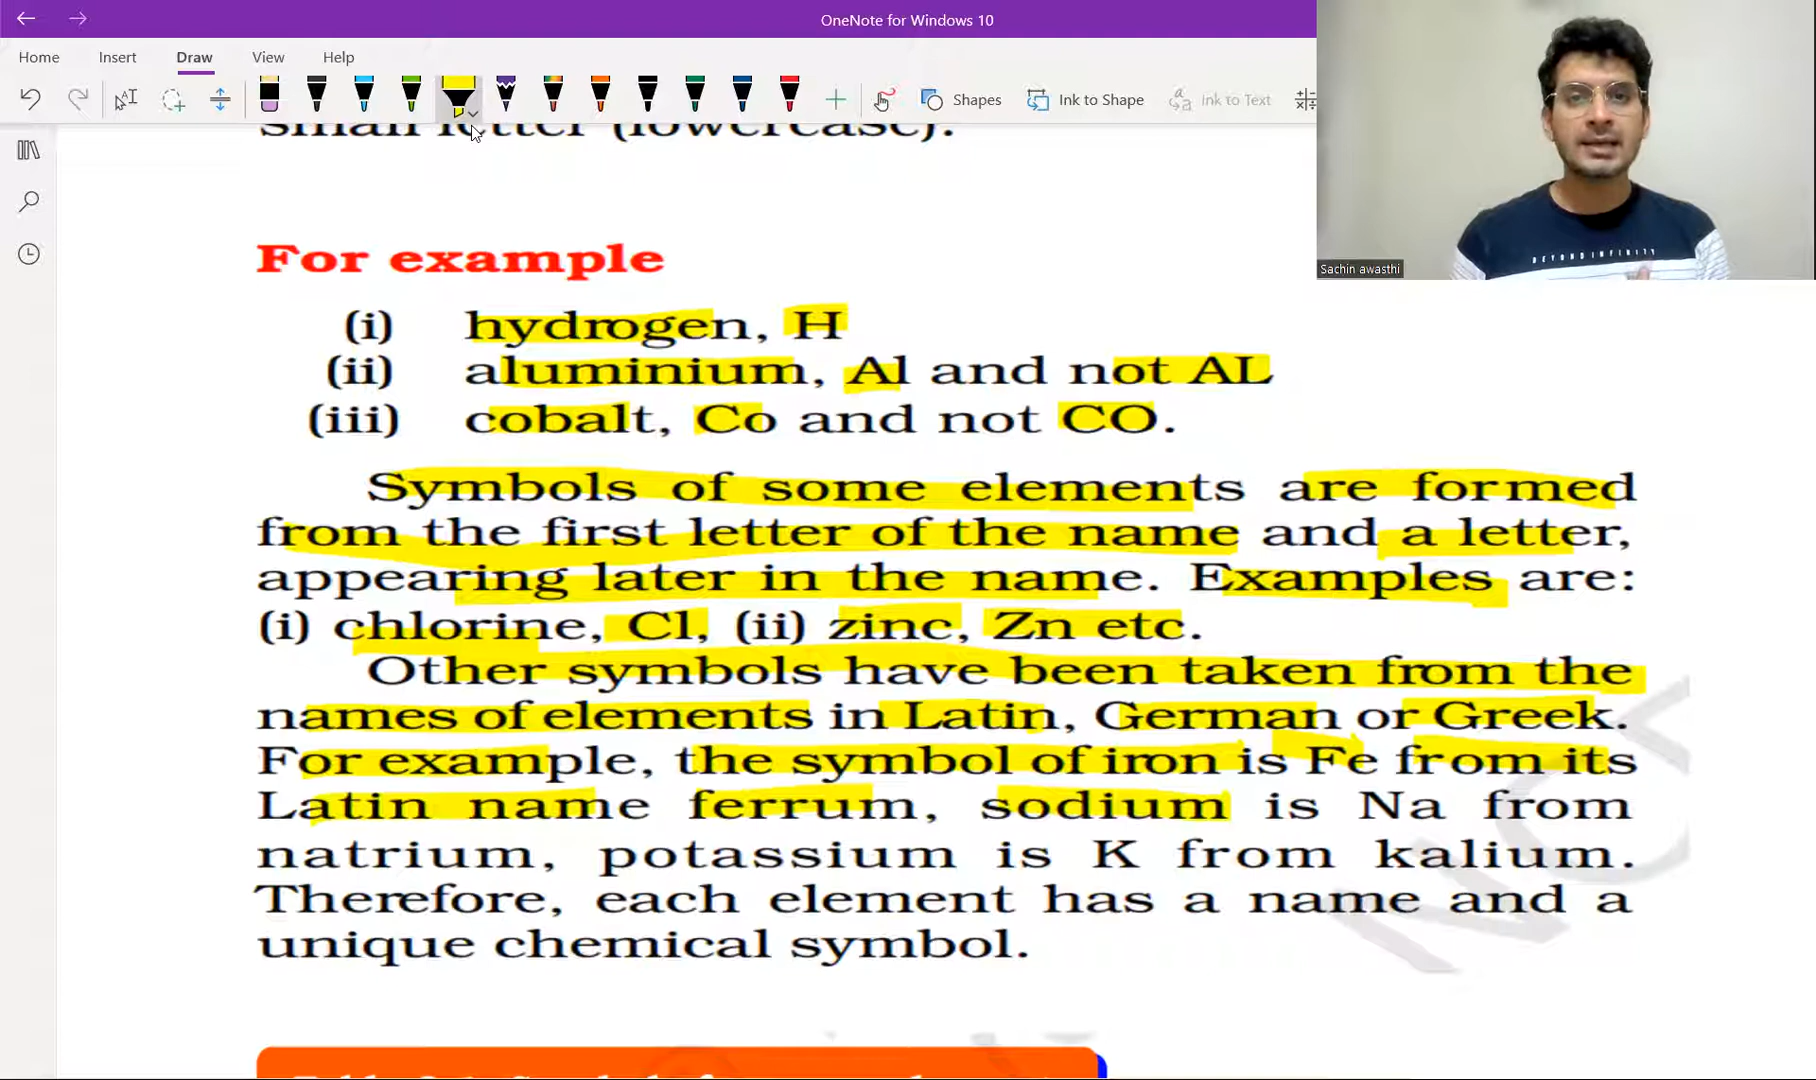 OneNote for Windows 10
Home Insert Draw View Help
Shapes Ink to Shape Ink to Text
small letter (lowercase).
BEYOND INFINITY
Sachin awasthi
For example
(i) hydrogen, H
(ii) aluminium, Al and not AL
(iii) cobalt, Co and not CO.
Symbols of some elements are formed
from the first letter of the name and a letter,
appearing later in the name. Examples are:
(i) chlorine, Cl, (ii) zinc, Zn etc.
Other symbols have been taken from the
names of elements in Latin, German or Greek.
For example, the symbol of iron is Fe from its
Latin name ferrum, sodium is Na from
natrium, potassium is K from kalium.
Therefore, each element has a name and a
unique chemical symbol.